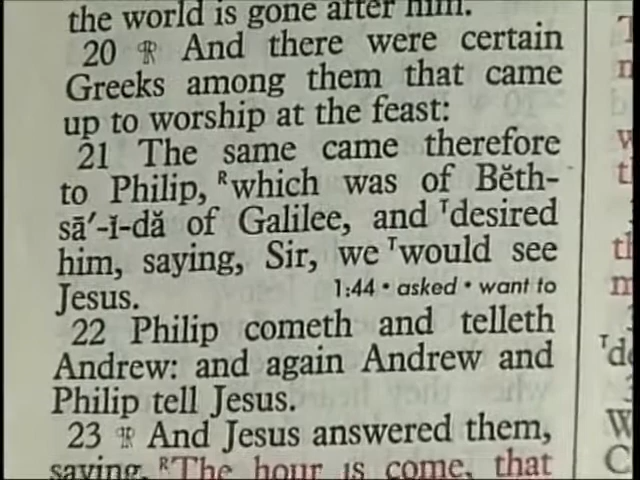 the world is gone after him.
20 ¶ᴿ And there were certain
Greeks among them that came
up to worship at the feast:
21 The same came therefore
to Philip, ᴿwhich was of Bĕth-
sā′-ĭ-dă of Galilee, and ᵀdesired
him, saying, Sir, we ᵀwould see
Jesus. 1:44 • asked • want to
22 Philip cometh and telleth
Andrew: and again Andrew and
Philip tell Jesus.
23 ¶ᴿ And Jesus answered them,
saying, ᴿThe hour is come, that